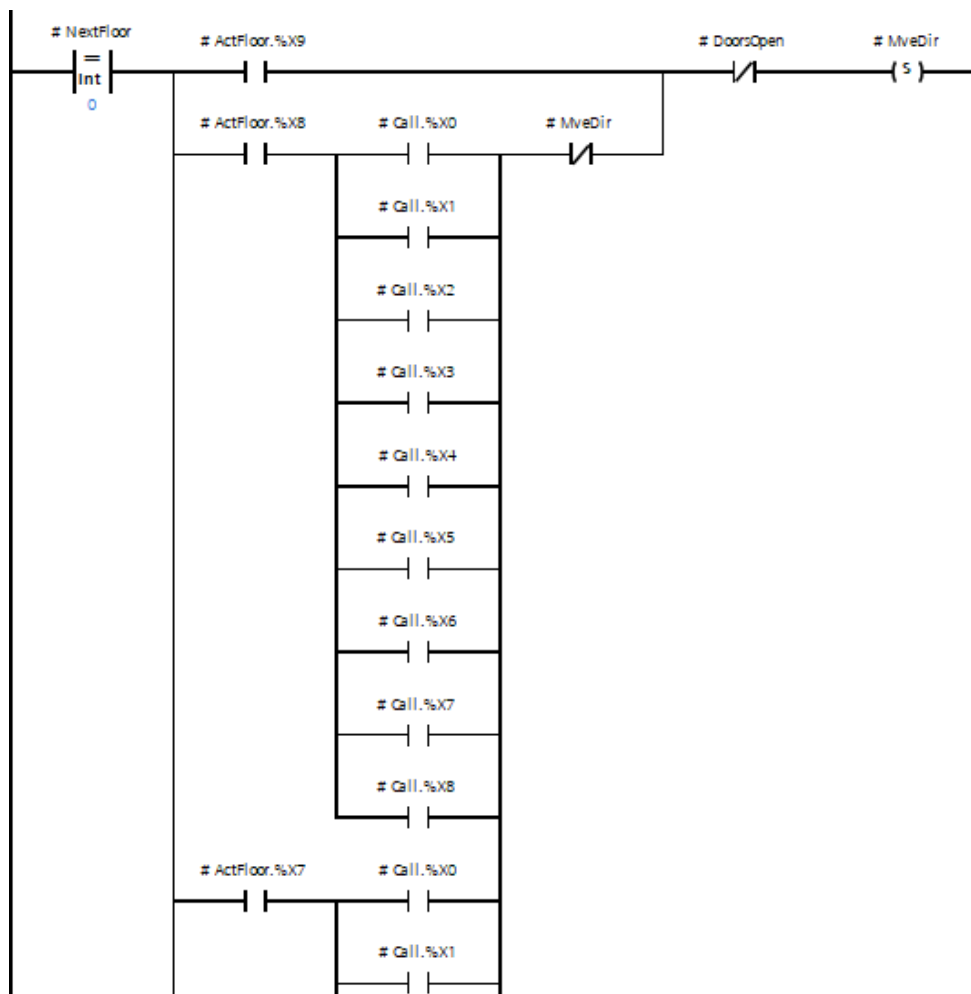 # NextFloor
# ActFloor.%X9
# DoorsOpen
# MveDir
=
Int
S
0
# ActFloor.%X8
# Call.%X0
# MveDir
# Call.%X1
# Call.%X2
# Call.%X3
# Call.%X4
# Call.%X5
# Call.%X6
# Call.%X7
# Call.%X8
# ActFloor.%X7
# Call.%X0
# Call.%X1